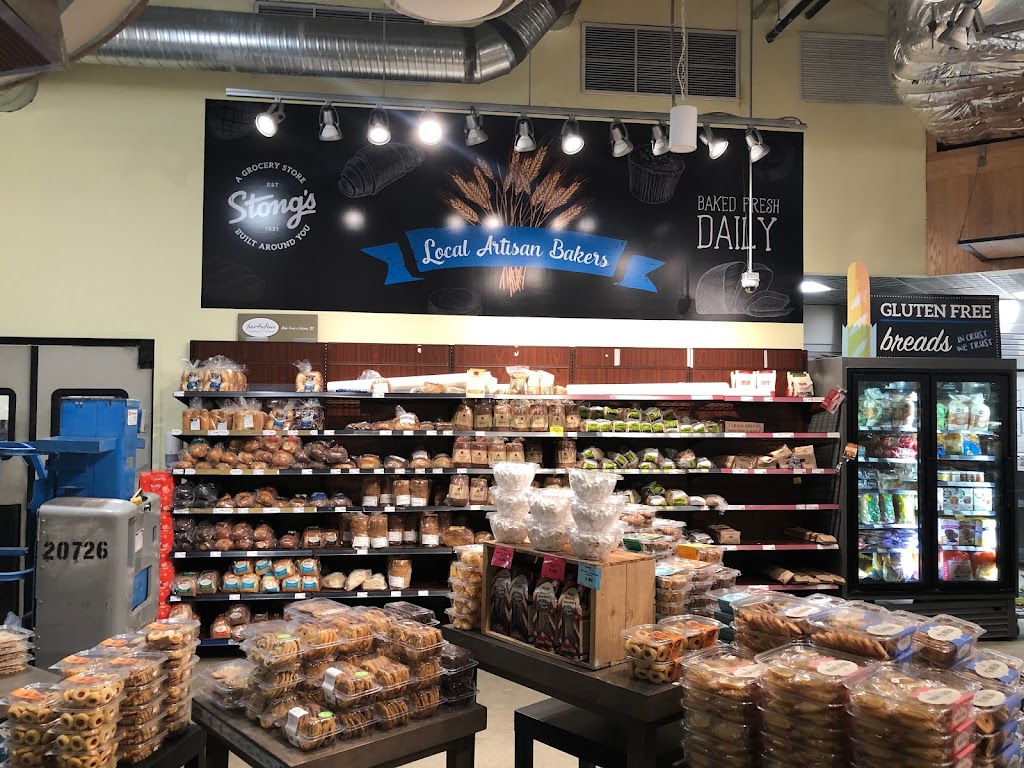 A GROCERY STORE
EST
Stong's
1931
BUILT AROUND YOU
Local Artisan Bakers
BAKED FRESH
DAILY
portofino
GLUTEN FREE
breads
IN CRUST
WE TRUST
20726